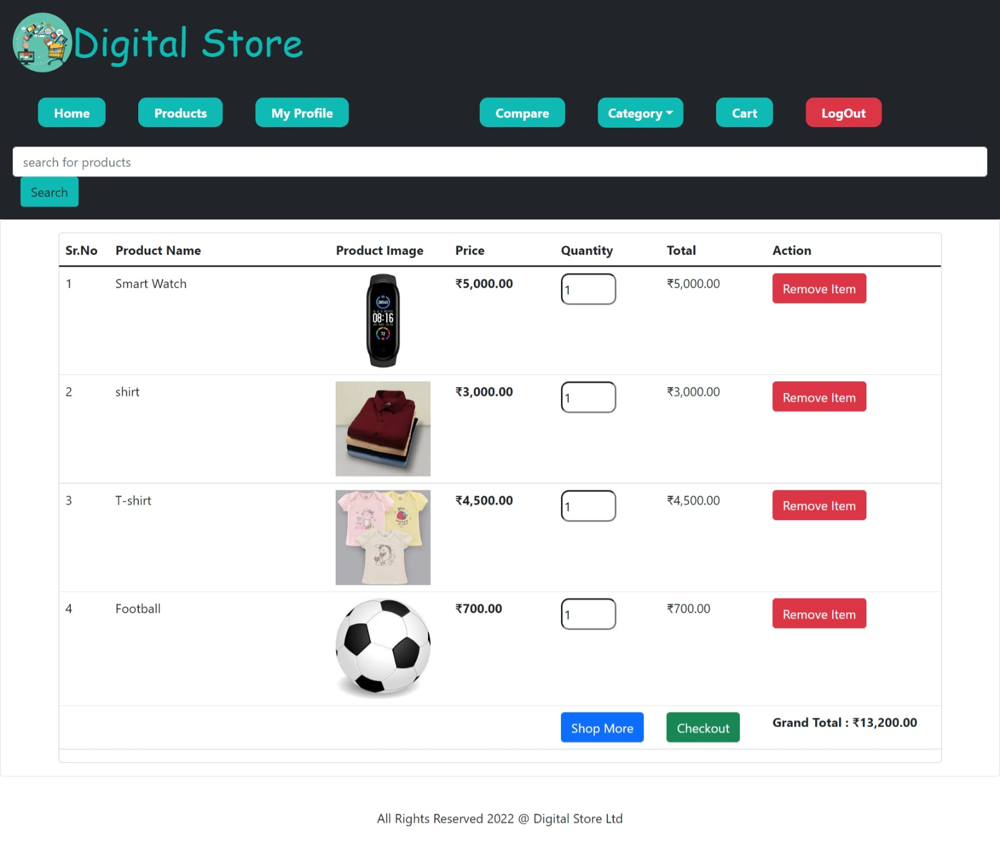 Digital Store
Home Products My Profile Compare Category Cart LogOut
search for products
Search
Sr.No Product Name Product Image Price Quantity Total Action
1 Smart Watch ₹5,000.00 1 ₹5,000.00 Remove Item
26540
08:16
72
2 shirt ₹3,000.00 1 ₹3,000.00 Remove Item
3 T-shirt ₹4,500.00 1 ₹4,500.00 Remove Item
girl
4 Football ₹700.00 1 ₹700.00 Remove Item
Shop More Checkout Grand Total : ₹13,200.00
All Rights Reserved 2022 @ Digital Store Ltd